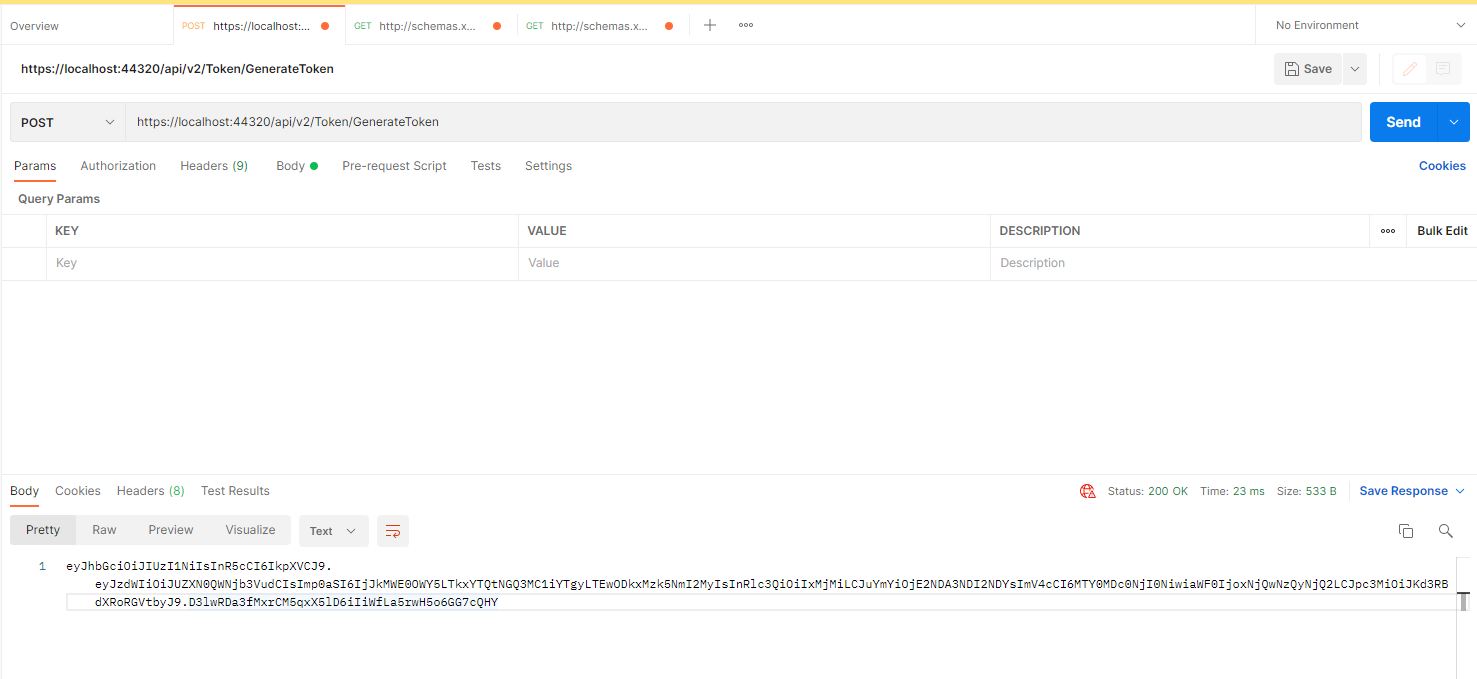 Overview
POST https://localhost:...
GET http://schemas.x...
GET http://schemas.x...
No Environment
https://localhost:44320/api/v2/Token/GenerateToken
Save
POST
https://localhost:44320/api/v2/Token/GenerateToken
Send
Params Authorization Headers (9) Body Pre-request Script Tests Settings Cookies
Query Params
KEY VALUE DESCRIPTION Bulk Edit
Key Value Description
Body Cookies Headers (8) Test Results Status: 200 OK Time: 23 ms Size: 533 B Save Response
Pretty Raw Preview Visualize Text
1 eyJhbGciOiJIUzI1NiIsInR5cCI6IkpXVCJ9.
eyJzdWIiOiJUZXN0QWNjb3VudCIsImp0aSI6IjJkMWE0OWY5LTkxYTQtNGQ3MC1iYTgyLTEwODkxMzk5NmI2MyIsInRlc3QiOiIxMjMiLCJuYmYiOjE2NDA3NDI2NDYsImV4cCI6MTY0MDc0NjI0NiwiaWF0IjoxNjQwNzQyNjQ2LCJpc3MiOiJKd3RB
dXRoRGVtbyJ9.D3lwRDa3fMxrCM5qxX5lD6iIiWfLa5rwH5o6GG7cQHY